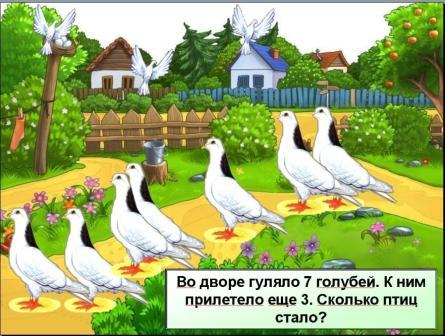 Во дворе гуляло 7 голубей. К ним
прилетело еще 3. Сколько птиц
стало?